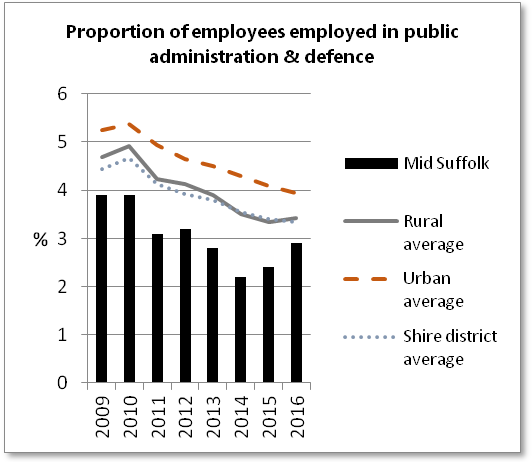 Proportion of employees employed in public
administration & defence
6
5
4
3
2
1
0
%
2009
2010
2011
2012
2013
2014
2015
2016
Mid Suffolk
Rural
average
Urban
average
Shire district
average